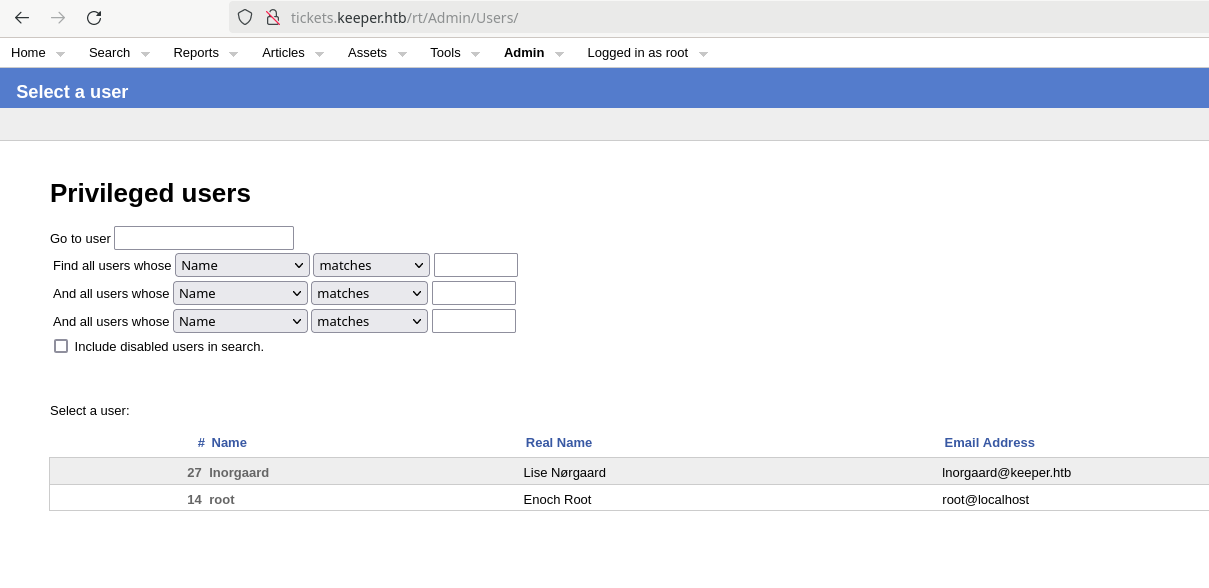 tickets.keeper.htb/rt/Admin/Users/
Home Search Reports Articles Assets Tools Admin Logged in as root
Select a user
Privileged users
Go to user
Find all users whose Name matches
And all users whose Name matches
And all users whose Name matches
Include disabled users in search.
Select a user:
# Name Real Name Email Address
27 lnorgaard Lise Nørgaard lnorgaard@keeper.htb
14 root Enoch Root root@localhost